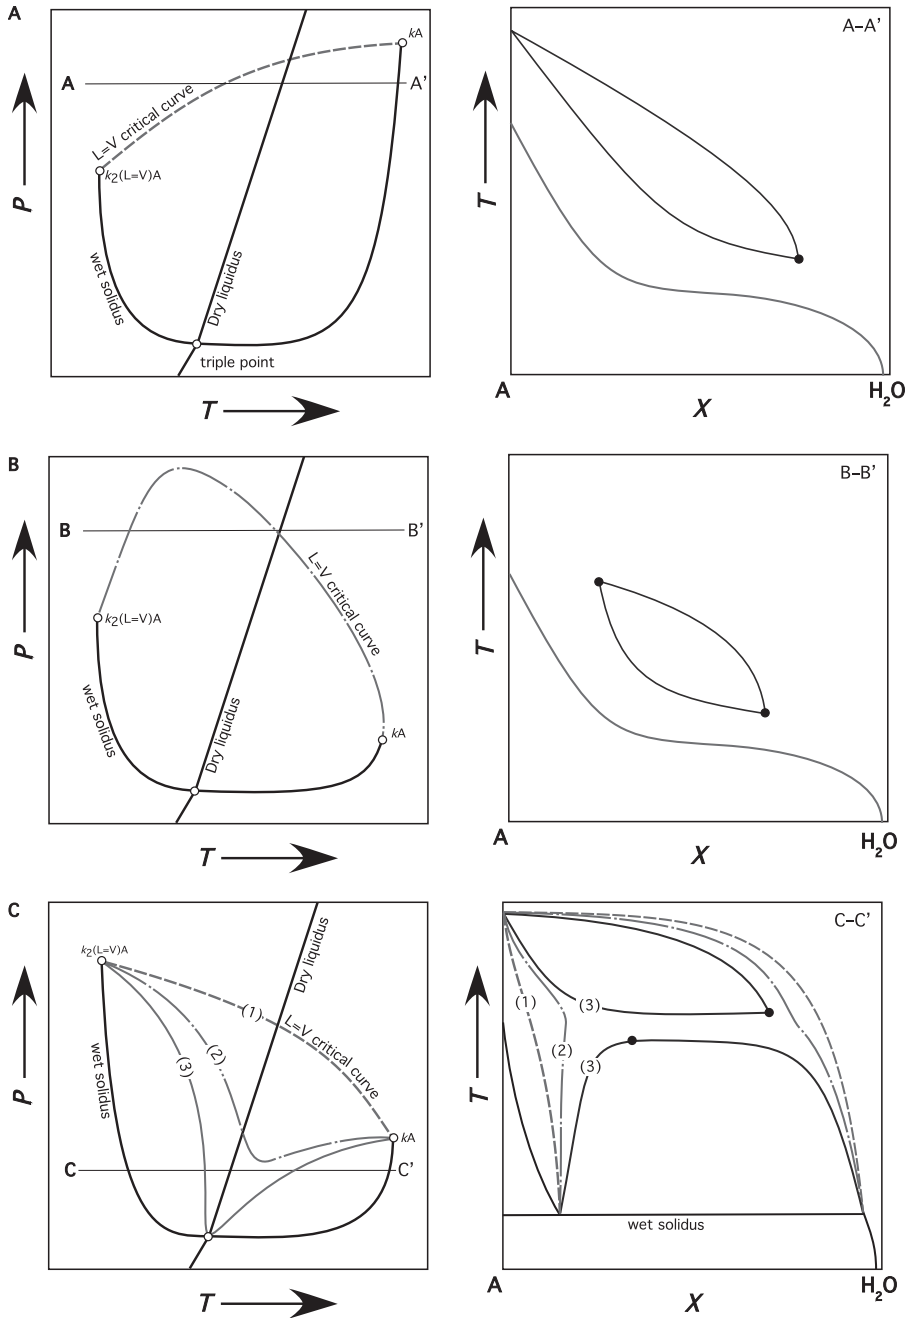 A
P
A
A'
kA
L=V critical curve
k2(L=V)A
wet solidus
Dry liquidus
triple point
T
A–A'
T
A
X
H2O
B
P
B
B'
L=V critical curve
k2(L=V)A
wet solidus
Dry liquidus
kA
T
B–B'
T
A
X
H2O
C
P
k2(L=V)A
Dry liquidus
(1)
L=V critical curve
(2)
(3)
wet solidus
kA
C
C'
T
C–C'
T
(1)
(3)
(2)
(3)
wet solidus
A
X
H2O